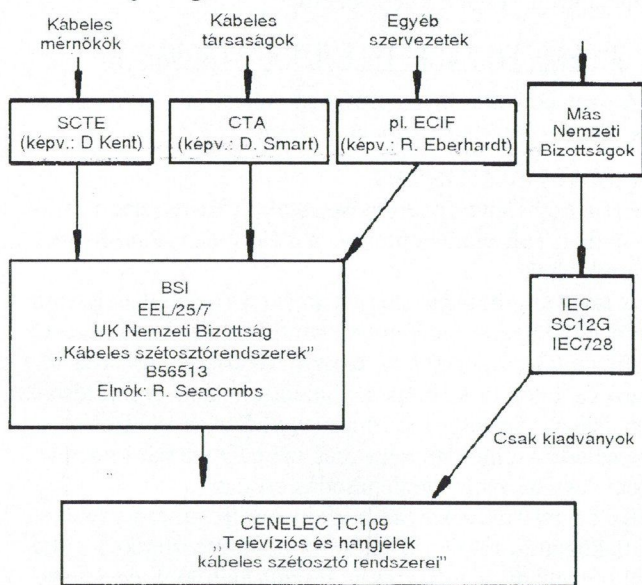 Kábeles
mérnökök
Kábeles
társaságok
Egyéb
szervezetek
SCTE
(képv.: D Kent)
CTA
(képv.: D. Smart)
pl. ECIF
(képv.: R. Eberhardt)
Más
Nemzeti
Bizottságok
BSI
EEL/25/7
UK Nemzeti Bizottság
„Kábeles szétosztórendszerek”
B56513
Elnök: R. Seacombs
IEC
SC12G
IEC728
Csak kiadványok
CENELEC TC109
„Televíziós és hangjelek
kábeles szétosztó rendszerei”